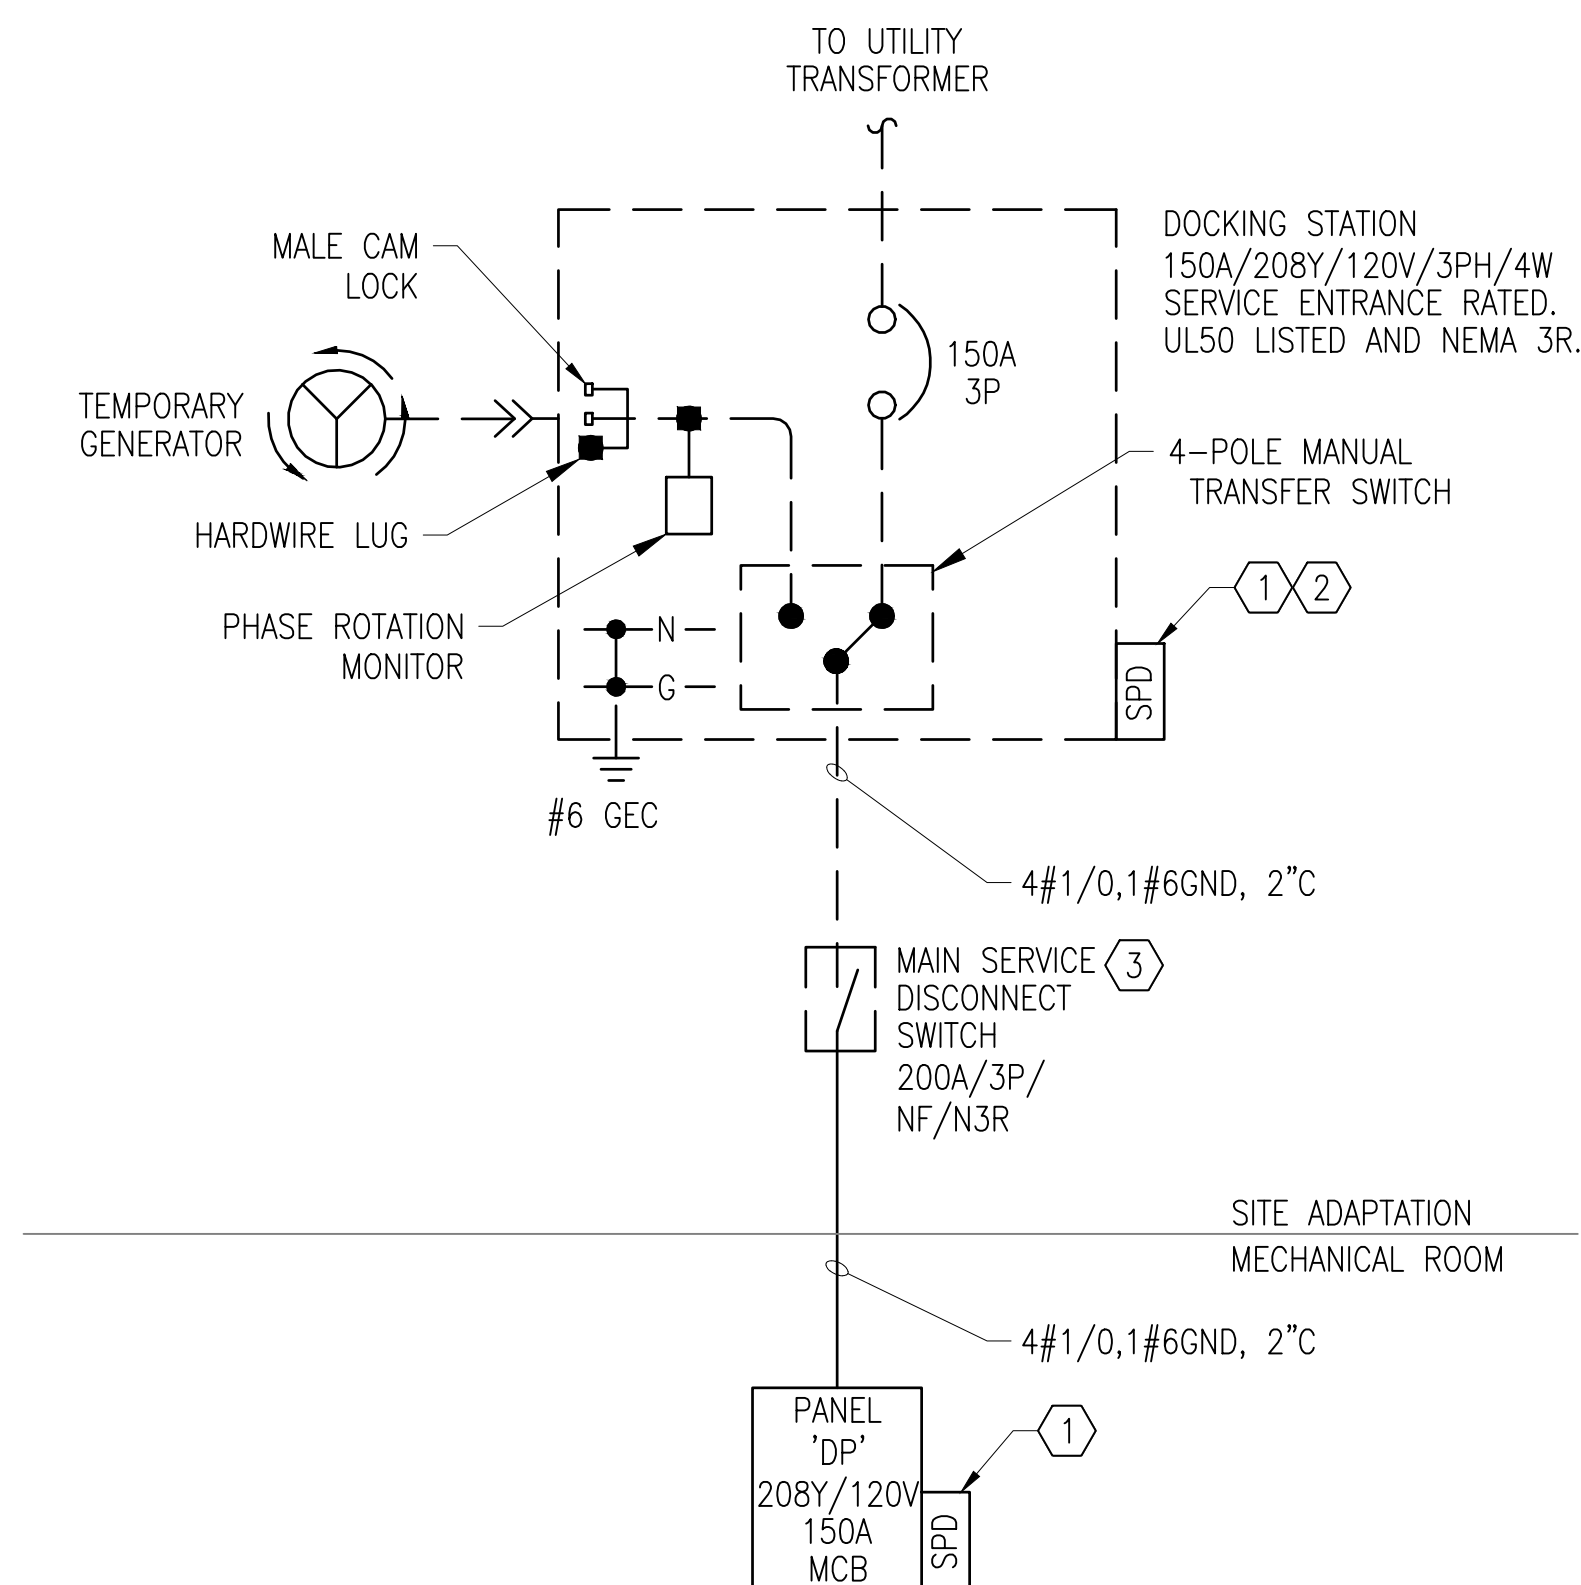 TO UTILITY
TRANSFORMER
DOCKING STATION
150A/208Y/120V/3PH/4W
SERVICE ENTRANCE RATED.
UL50 LISTED AND NEMA 3R.
MALE CAM
LOCK
150A
3P
TEMPORARY
GENERATOR
4-POLE MANUAL
TRANSFER SWITCH
HARDWIRE LUG
1 2
PHASE ROTATION
MONITOR
N
G
SPD
#6 GEC
4#1/0,1#6GND, 2"C
MAIN SERVICE 3
DISCONNECT
SWITCH
200A/3P/
NF/N3R
SITE ADAPTATION
MECHANICAL ROOM
4#1/0,1#6GND, 2"C
PANEL
'DP'
208Y/120V
150A
MCB
1
SPD